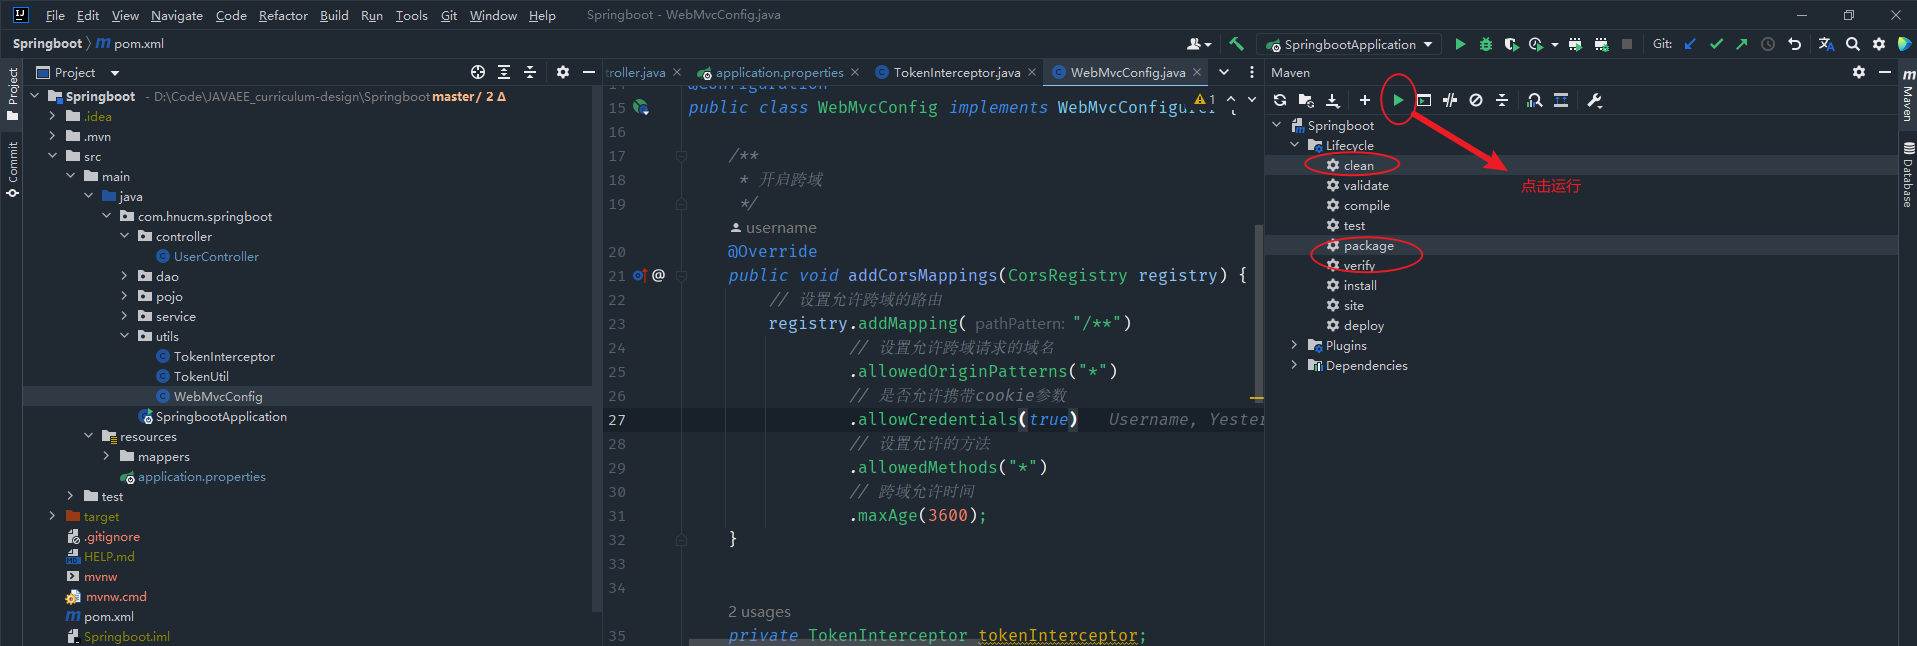 File Edit View Navigate Code Refactor Build Run Tools Git Window Help Springboot - WebMvcConfig.java
Springboot pom.xml
SpringbootApplication
Git:
Project
Commit
Project
Springboot - D:\Code\JAVAEE_curriculum-design\Springboot master / 2 Δ
.idea
.mvn
src
main
java
com.hnucm.springboot
controller
UserController
dao
pojo
service
utils
TokenInterceptor
TokenUtil
WebMvcConfig
SpringbootApplication
resources
mappers
application.properties
test
target
.gitignore
HELP.md
mvnw
mvnw.cmd
pom.xml
Springboot.iml
troller.java application.properties TokenInterceptor.java WebMvcConfig.java
1
15 public class WebMvcConfig implements WebMvcConfigurer {
16
17 /**
18 * 开启跨域
19 */
username
20 @Override
21 @ public void addCorsMappings(CorsRegistry registry) {
22 // 设置允许跨域的路由
23 registry.addMapping( pathPattern: "/**")
24 // 设置允许跨域请求的域名
25 .allowedOriginPatterns("*")
26 // 是否允许携带cookie参数
27 .allowCredentials(true) Username, Yester
28 // 设置允许的方法
29 .allowedMethods("*")
30 // 跨域允许时间
31 .maxAge(3600);
32 }
33
34
2 usages
35 private TokenInterceptor tokenInterceptor;
Maven
Springboot
Lifecycle
clean
validate
compile
test
package
verify
install
site
deploy
Plugins
Dependencies
点击运行
Maven
Database